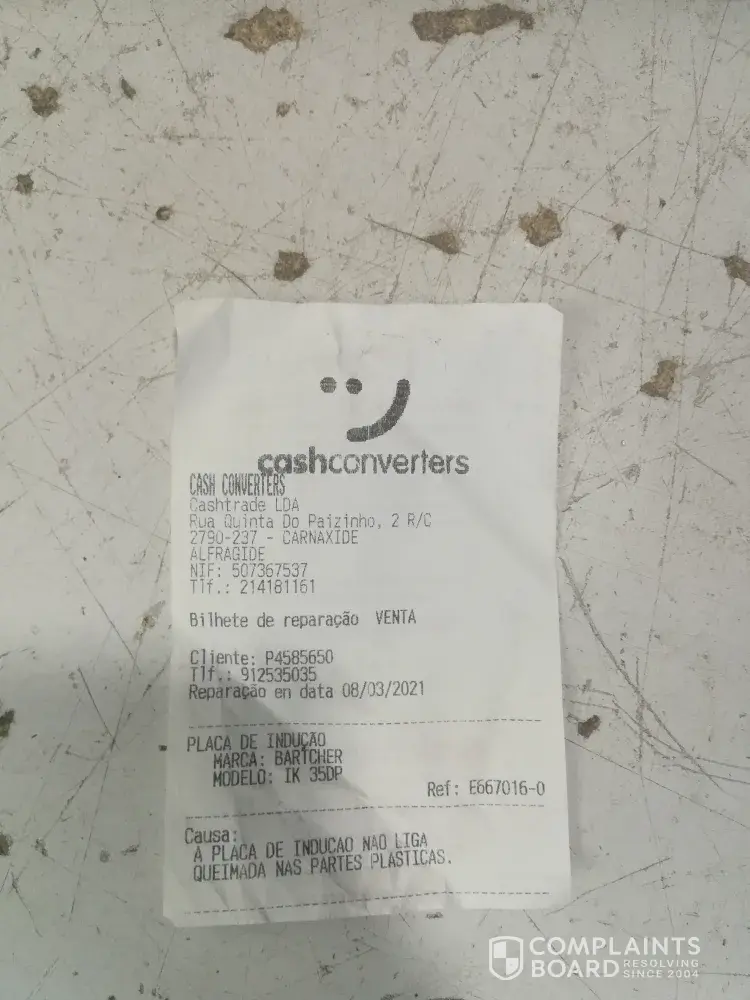 cashconverters
CASH CONVERTERS
Cashtrade LDA
Rua Quinta Do Paizinho, 2 R/C
2790-237 - CARNAXIDE
ALFRAGIDE
NIF: 507367537
Tlf.: 214181161
Bilhete de reparação VENTA
Cliente: P4585650
Tlf.: 912535035
Reparação en data 08/03/2021
PLACA DE INDUÇÃO
MARCA: BARTCHER
MODELO: IK 35DP
Ref: E667016-0
Causa:
A PLACA DE INDUCAO NAO LIGA
QUEIMADA NAS PARTES PLASTICAS.
COMPLAINTS
BOARD RESOLVING
SINCE 2004